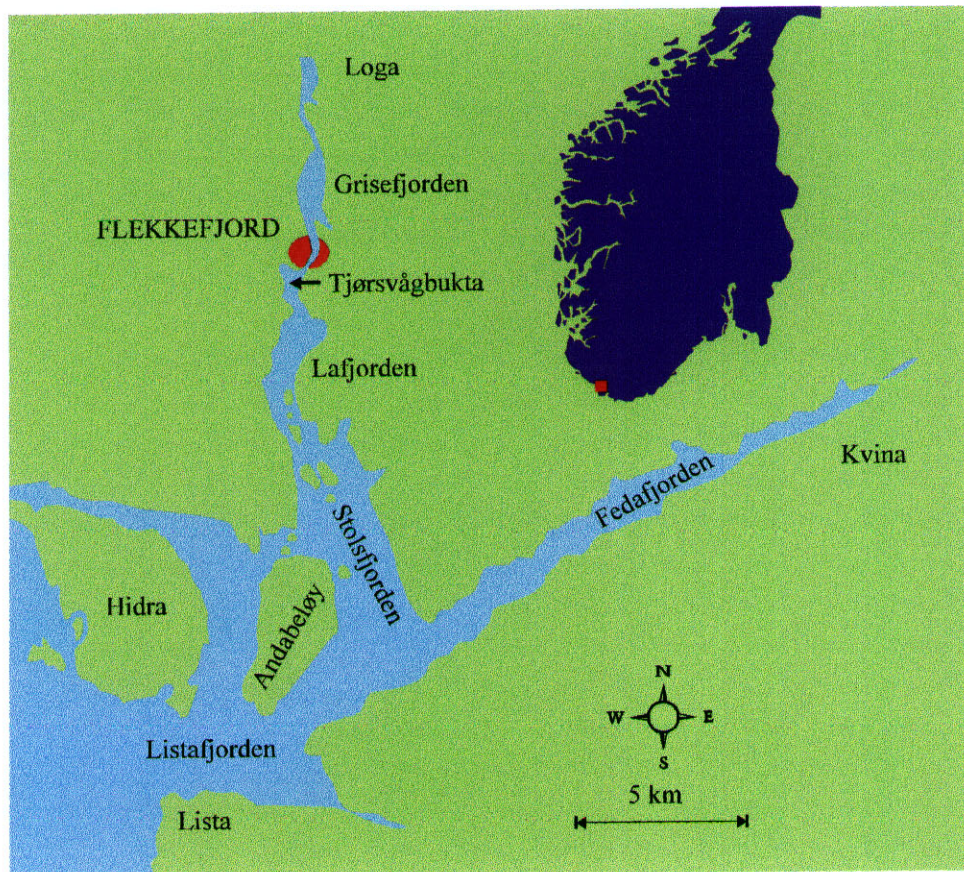 Loga
Grisefjorden
FLEKKEFJORD
Tjørsvågbukta
Lafjorden
Kvina
Fedafjorden
Stolsfjorden
Hidra
Andabeløy
N
W E
S
Listafjorden
5 km
Lista